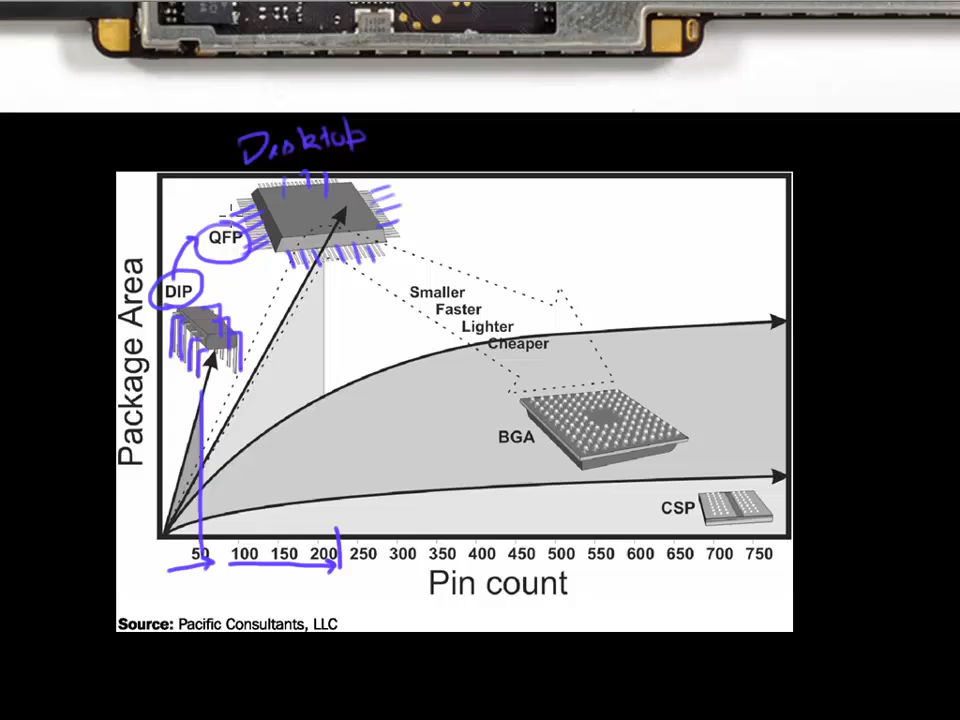 Desktop
QFP
DIP
Smaller
Faster
Lighter
Cheaper
BGA
CSP
Package Area
50 100 150 200 250 300 350 400 450 500 550 600 650 700 750
Pin count
Source: Pacific Consultants, LLC